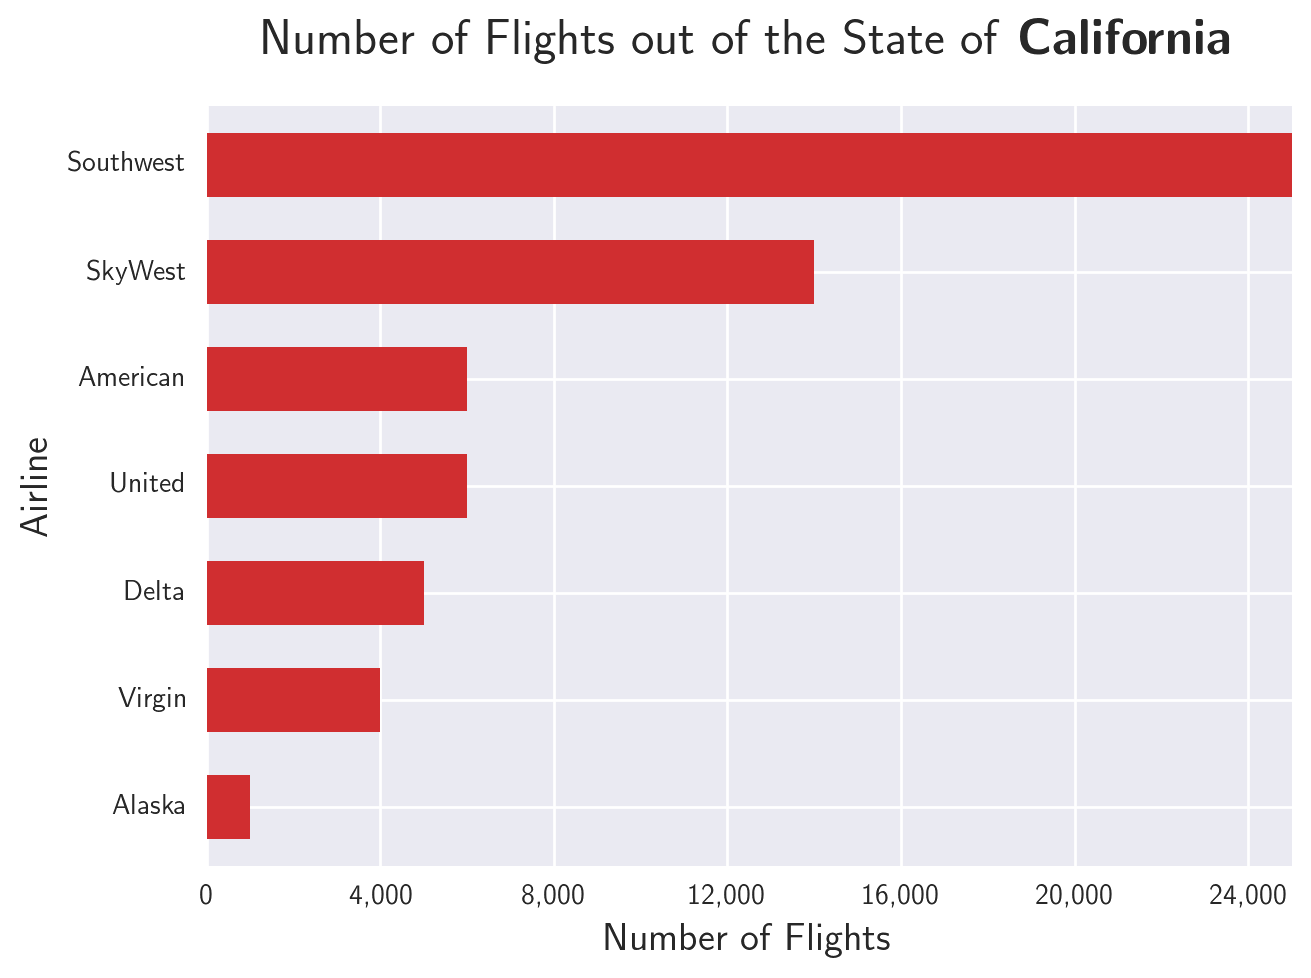 Number of Flights out of the State of California
Southwest
SkyWest
American
United
Delta
Virgin
Alaska
Airline
0 4,000 8,000 12,000 16,000 20,000 24,000
Number of Flights